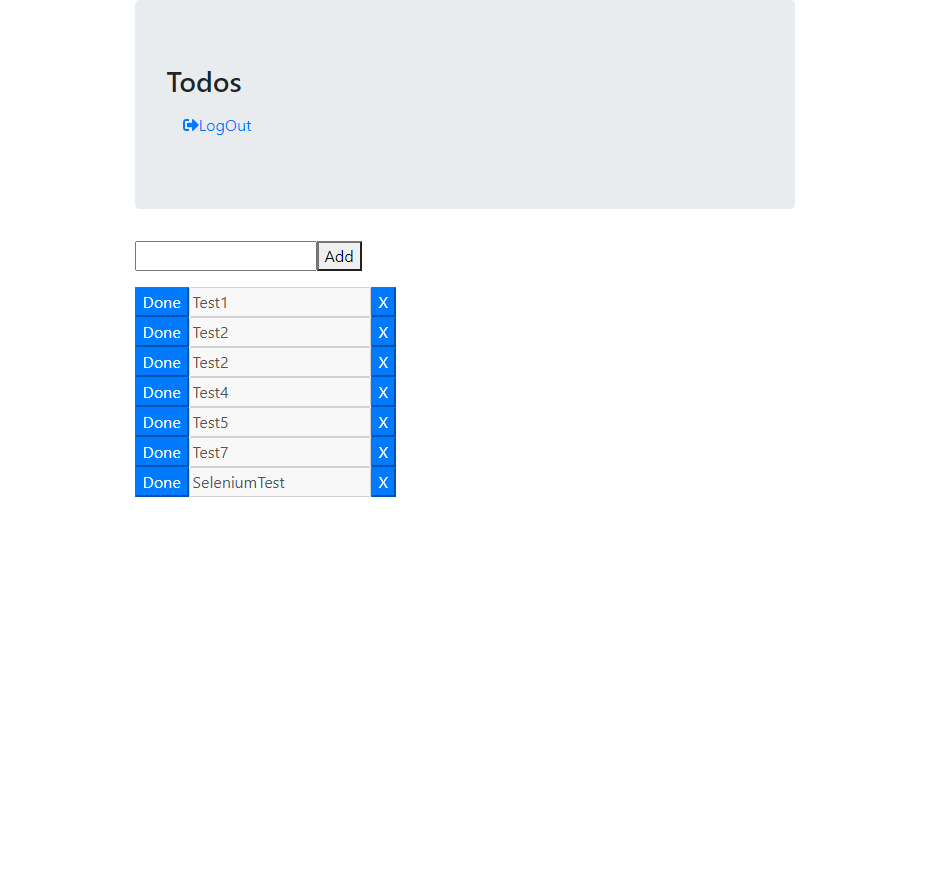 Todos
LogOut
Add
Done Test1 X
Done Test2 X
Done Test2 X
Done Test4 X
Done Test5 X
Done Test7 X
Done SeleniumTest X